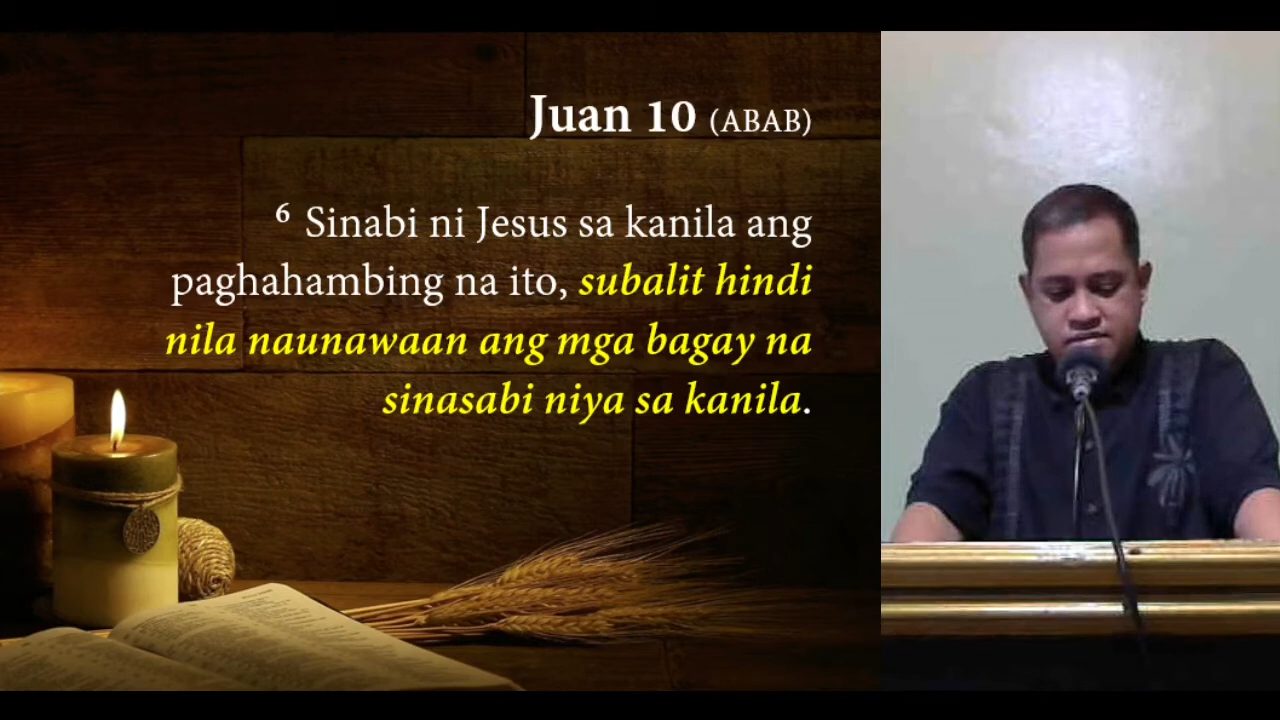 Juan 10 (ABAB)
⁶ Sinabi ni Jesus sa kanila ang
paghahambing na ito, subalit hindi
nila naunawaan ang mga bagay na
sinasabi niya sa kanila.